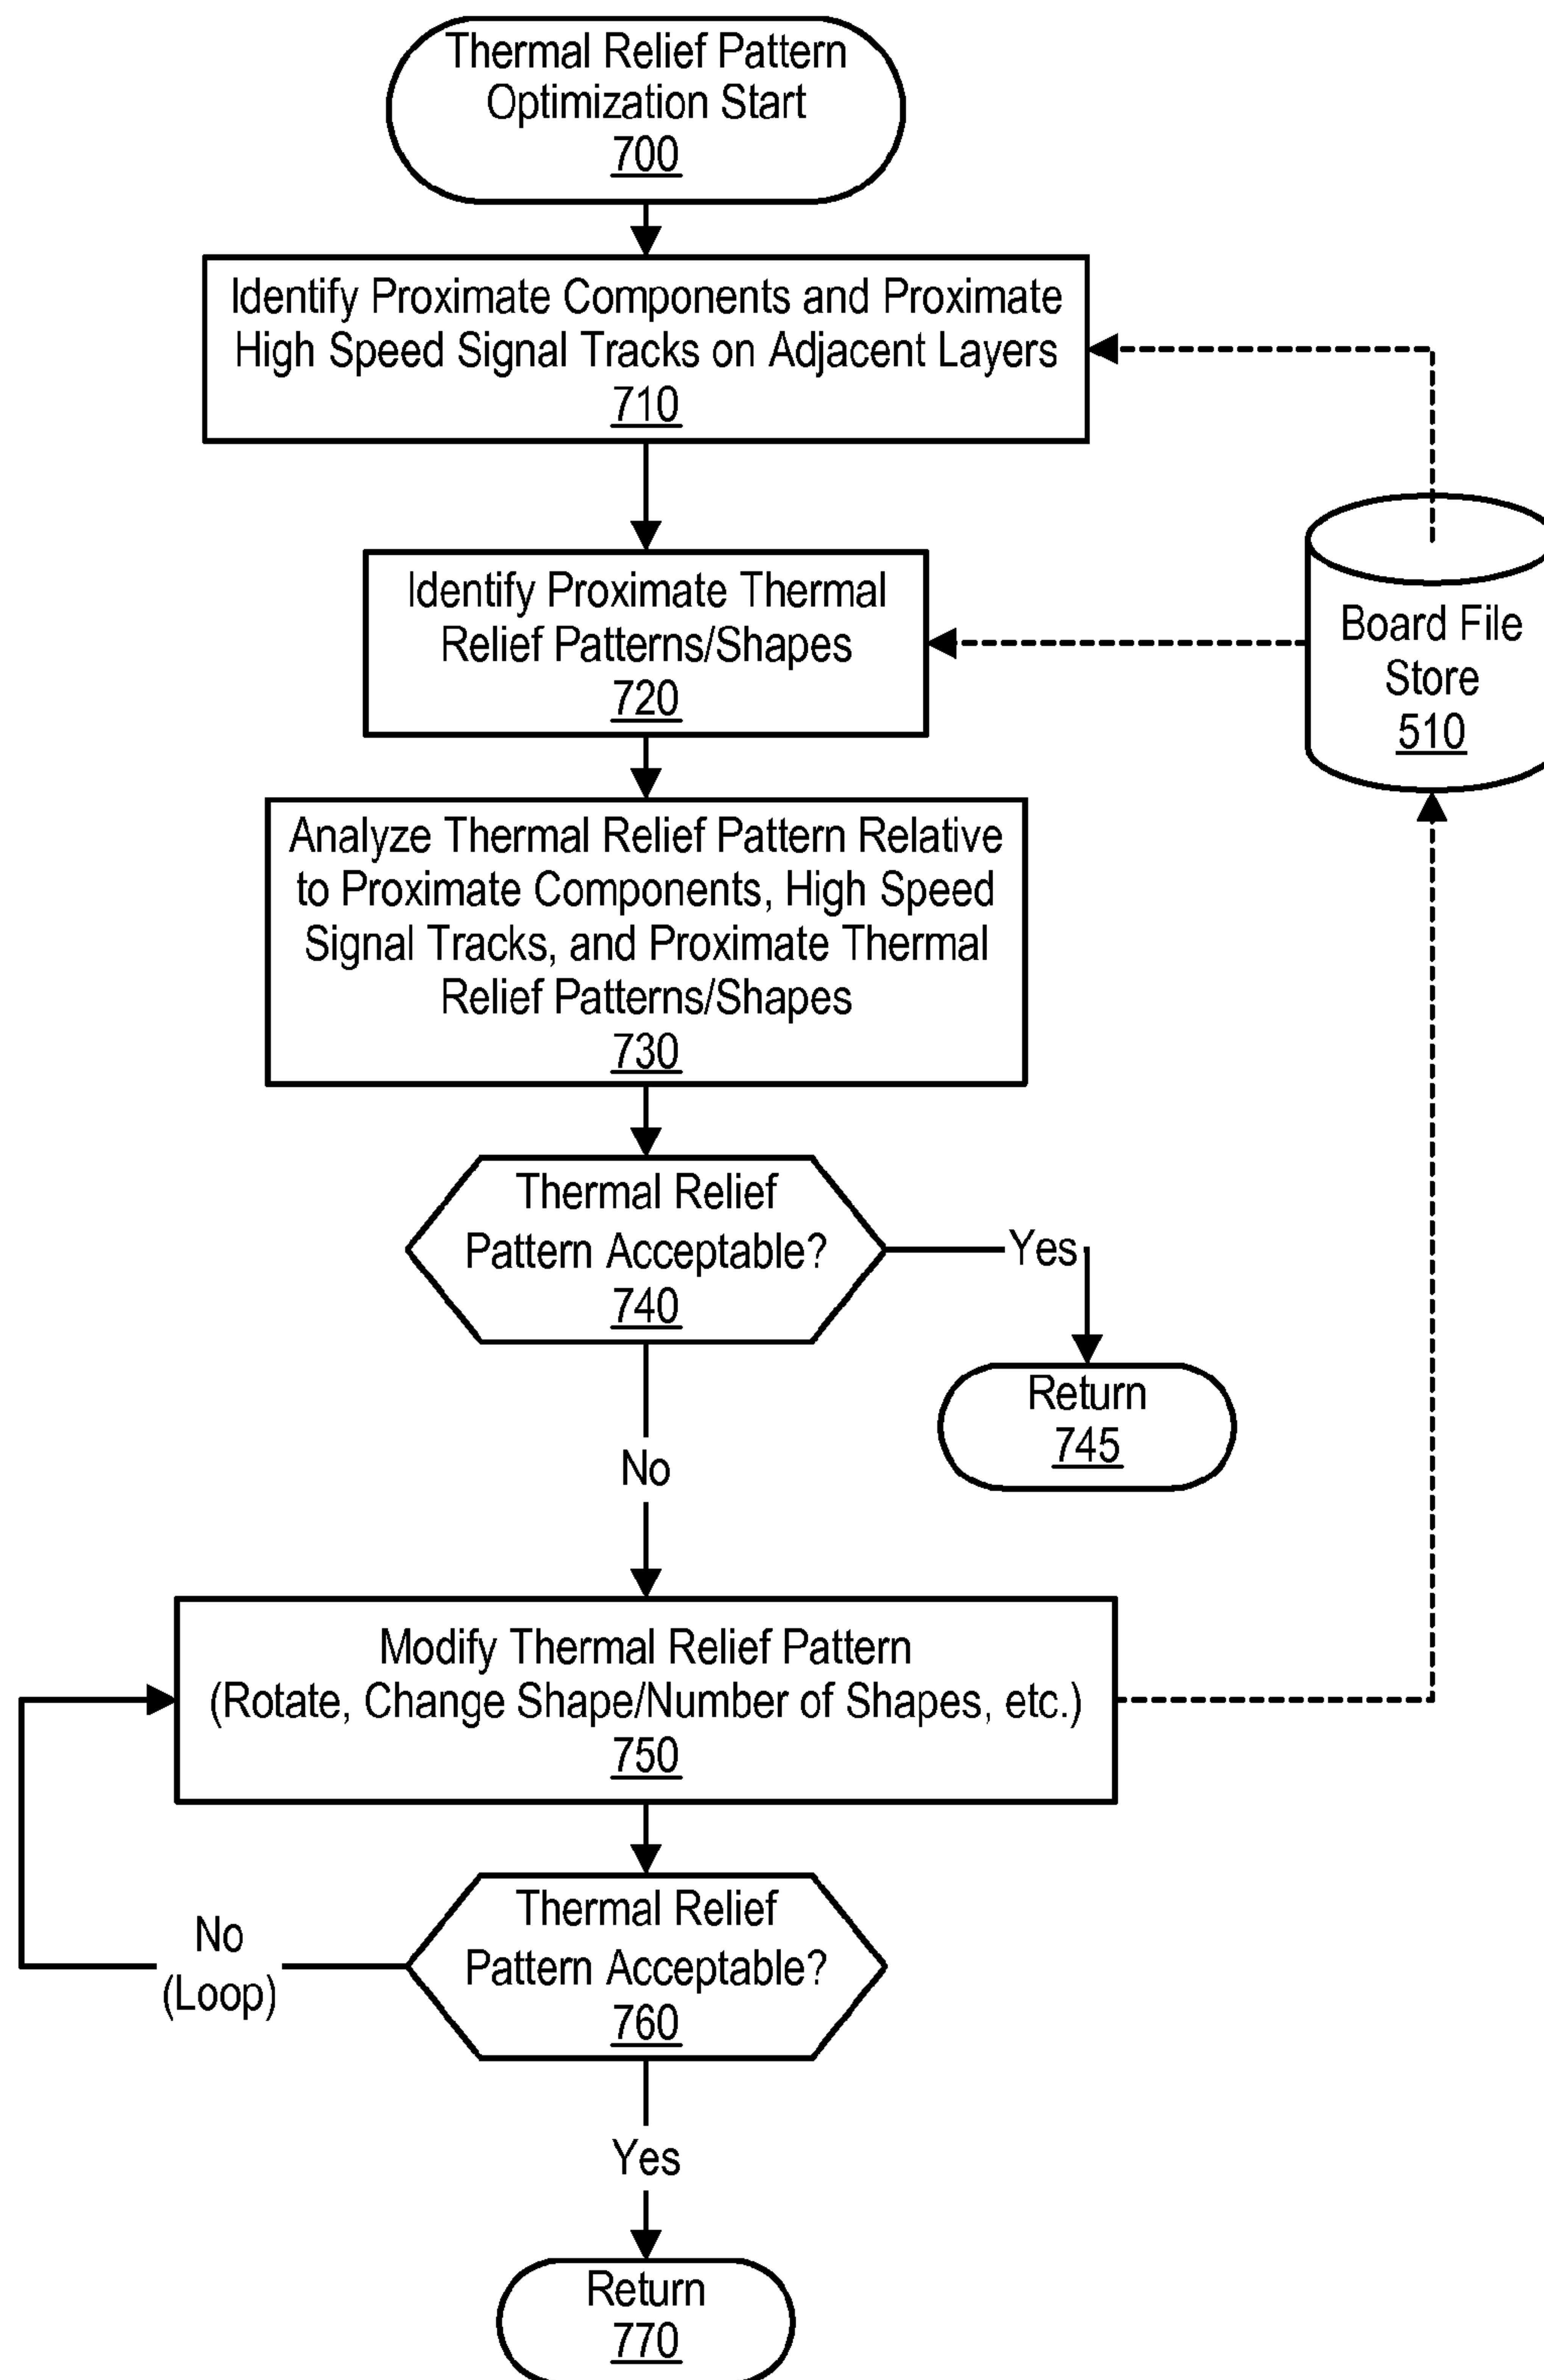 Thermal Relief Pattern
Optimization Start
700
Identify Proximate Components and Proximate
High Speed Signal Tracks on Adjacent Layers
710
Identify Proximate Thermal
Relief Patterns/Shapes
720
Board File
Store
510
Analyze Thermal Relief Pattern Relative
to Proximate Components, High Speed
Signal Tracks, and Proximate Thermal
Relief Patterns/Shapes
730
Thermal Relief
Pattern Acceptable?
740
Yes
Return
745
No
Modify Thermal Relief Pattern
(Rotate, Change Shape/Number of Shapes, etc.)
750
Thermal Relief
Pattern Acceptable?
760
No
(Loop)
Yes
Return
770